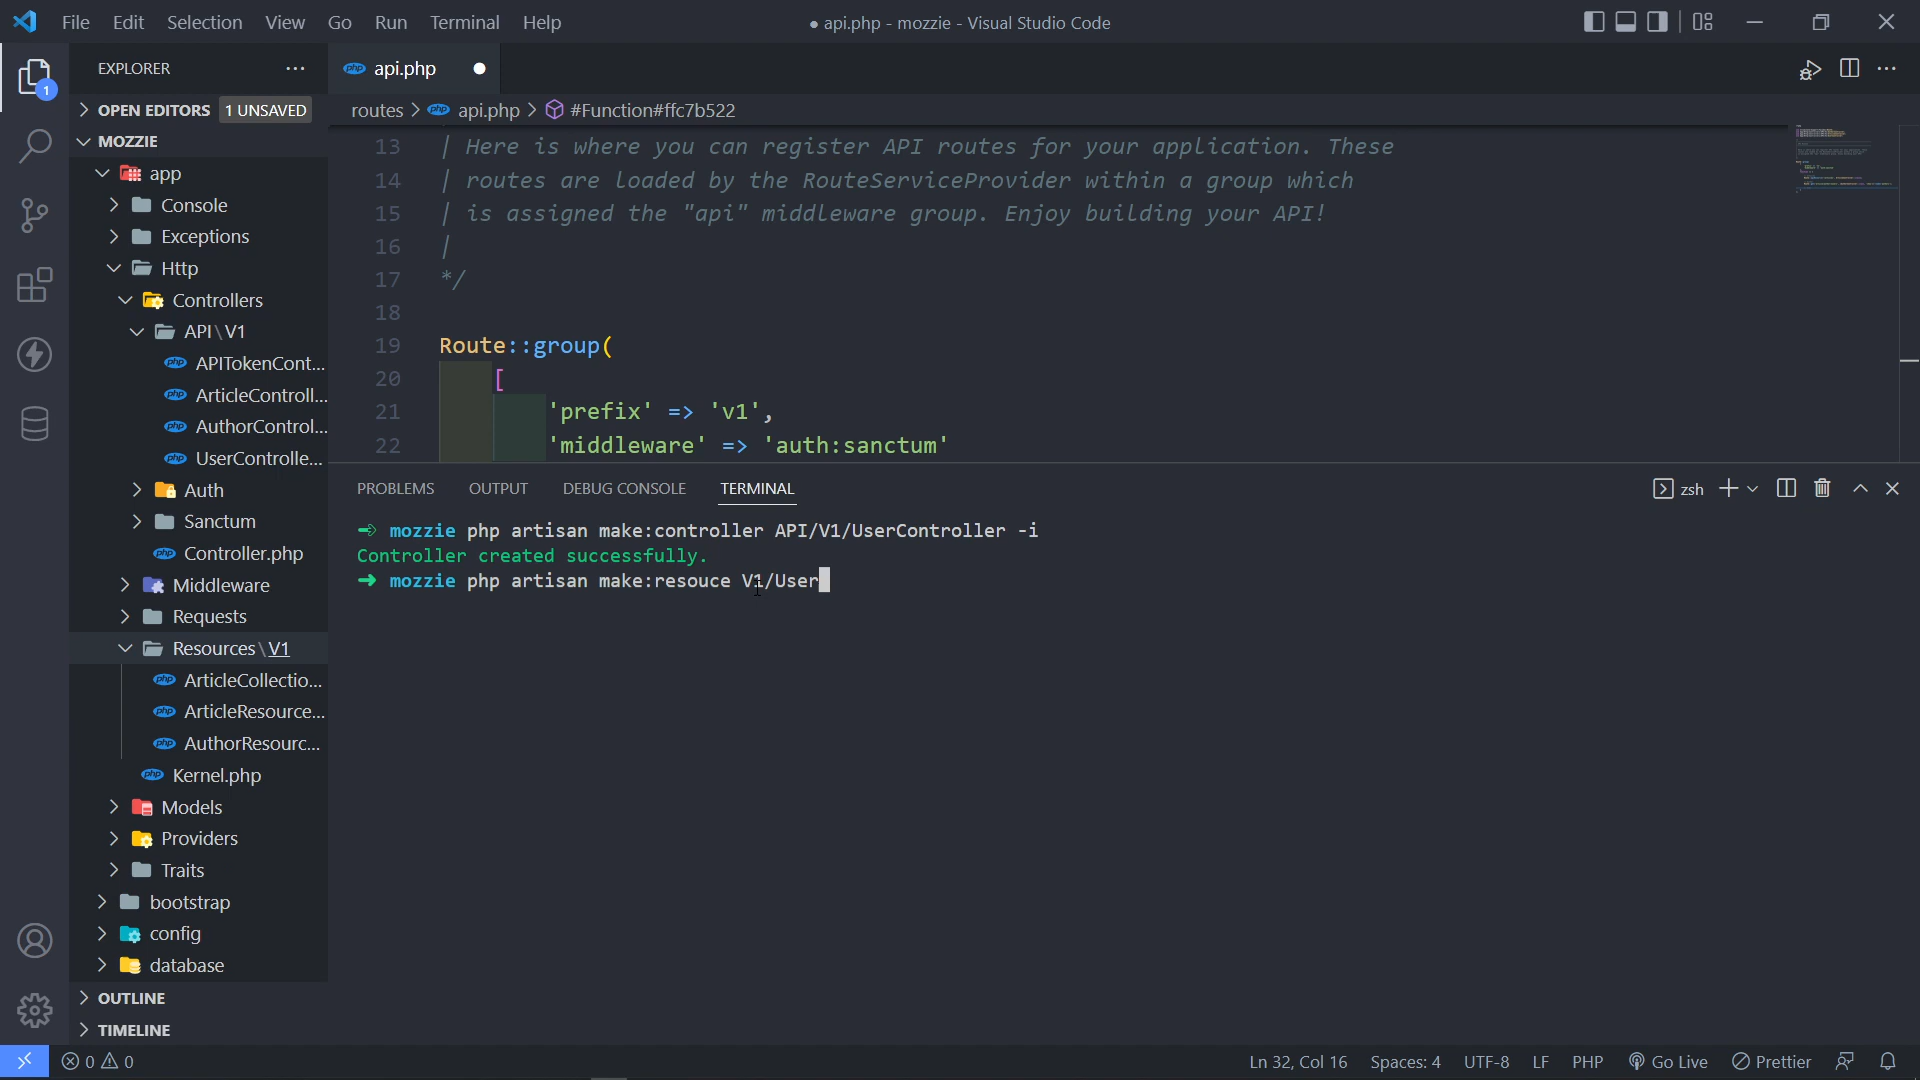 File Edit Selection View Go Run Terminal Help
● api.php - mozzie - Visual Studio Code
EXPLORER
1
OPEN EDITORS 1 UNSAVED
MOZZIE
app
Console
Exceptions
Http
Controllers
API\V1
APITokenCont...
ArticleControll...
AuthorControl...
UserControlle...
Auth
Sanctum
Controller.php
Middleware
Requests
Resources\V1
ArticleCollectio...
ArticleResource...
AuthorResourc...
Kernel.php
Models
Providers
Traits
bootstrap
config
database
OUTLINE
TIMELINE
php api.php
routes > php api.php > #Function#ffc7b522
13 | Here is where you can register API routes for your application. These
14 | routes are loaded by the RouteServiceProvider within a group which
15 | is assigned the "api" middleware group. Enjoy building your API!
16 |
17 */
18
19 Route::group(
20 [
21 'prefix' => 'v1',
22 'middleware' => 'auth:sanctum'
PROBLEMS OUTPUT DEBUG CONSOLE TERMINAL
zsh
➜ mozzie php artisan make:controller API/V1/UserController -i
Controller created successfully.
➜ mozzie php artisan make:resouce V1/User
0 0
Ln 32, Col 16 Spaces: 4 UTF-8 LF PHP Go Live Prettier